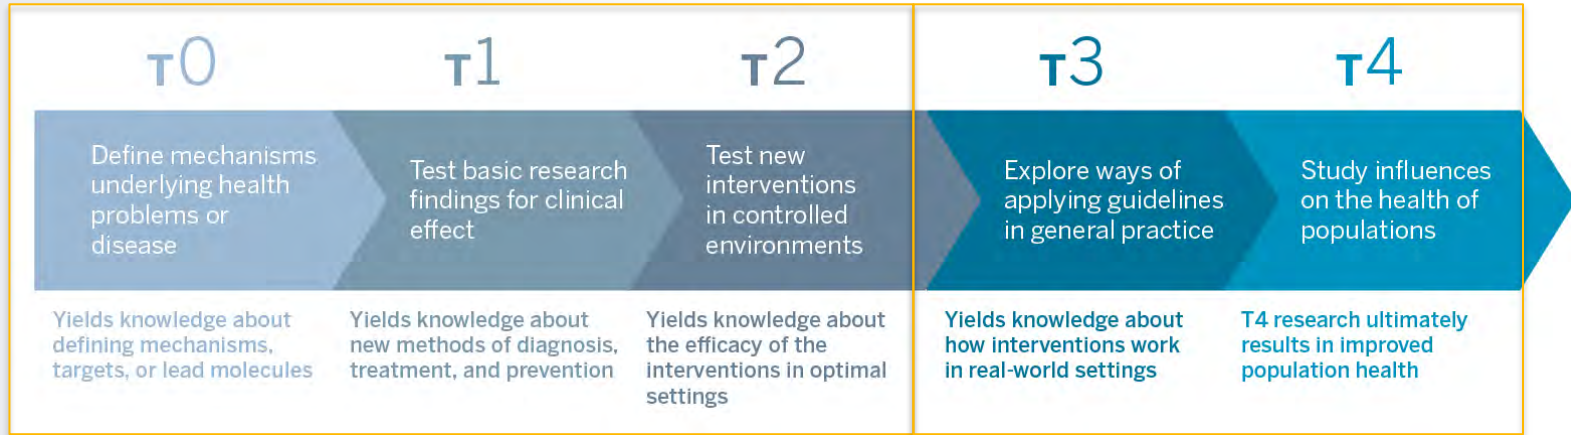 T0
Define mechanisms
underlying health
problems or
disease
Yields knowledge about
defining mechanisms,
targets, or lead molecules
T1
Test basic research
findings for clinical
effect
Yields knowledge about
new methods of diagnosis,
treatment, and prevention
T2
Test new
interventions
in controlled
environments
Yields knowledge about
the efficacy of the
interventions in optimal
settings
T3
Explore ways of
applying guidelines
in general practice
Yields knowledge about
how interventions work
in real-world settings
T4
Study influences
on the health of
populations
T4 research ultimately
results in improved
population health